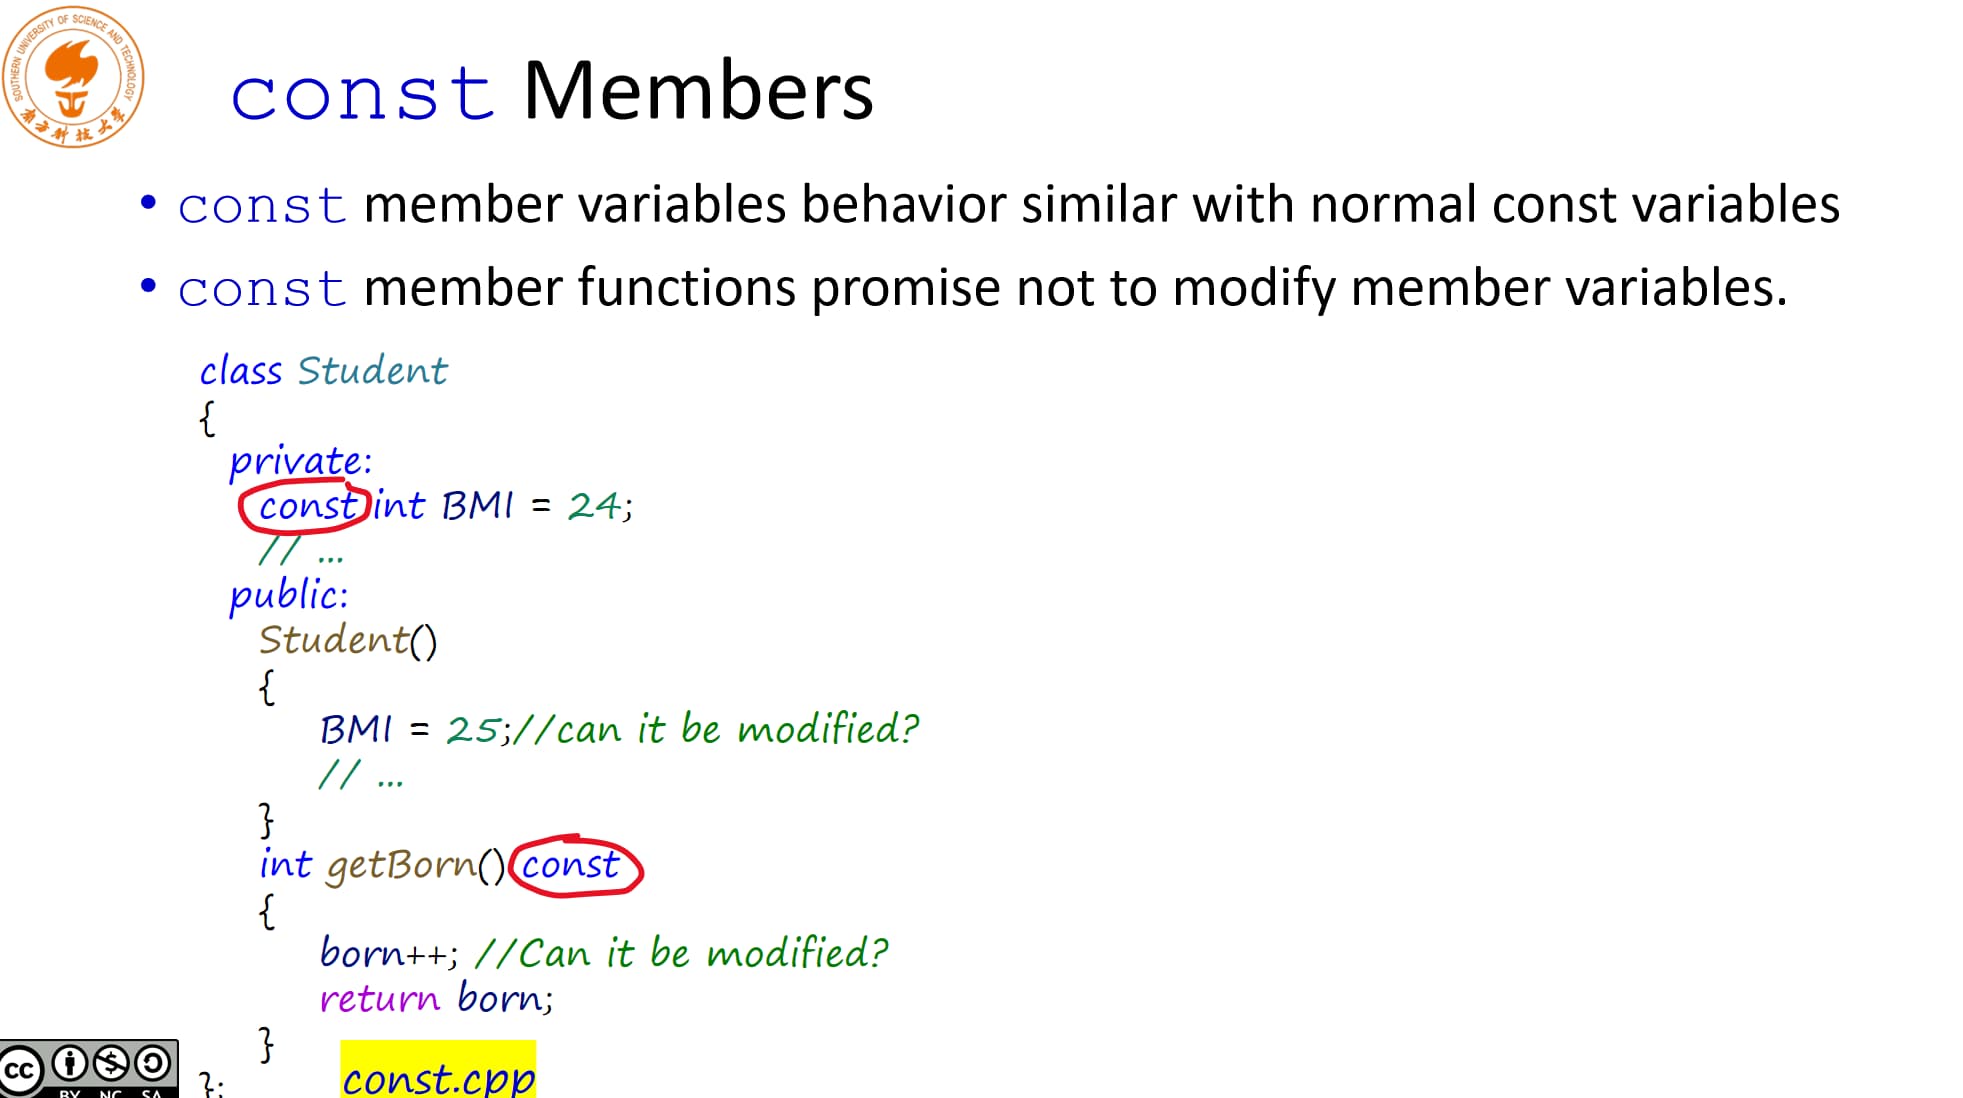 SOUTHERN UNIVERSITY OF SCIENCE AND TECHNOLOGY
南方科技大学
const Members
• const member variables behavior similar with normal const variables
• const member functions promise not to modify member variables.
class Student
{
private:
const int BMI = 24;
// ...
public:
Student()
{
BMI = 25;//can it be modified?
// ...
}
int getBorn() const
{
born++; //Can it be modified?
return born;
}
};
const.cpp
cc
BY NC SA